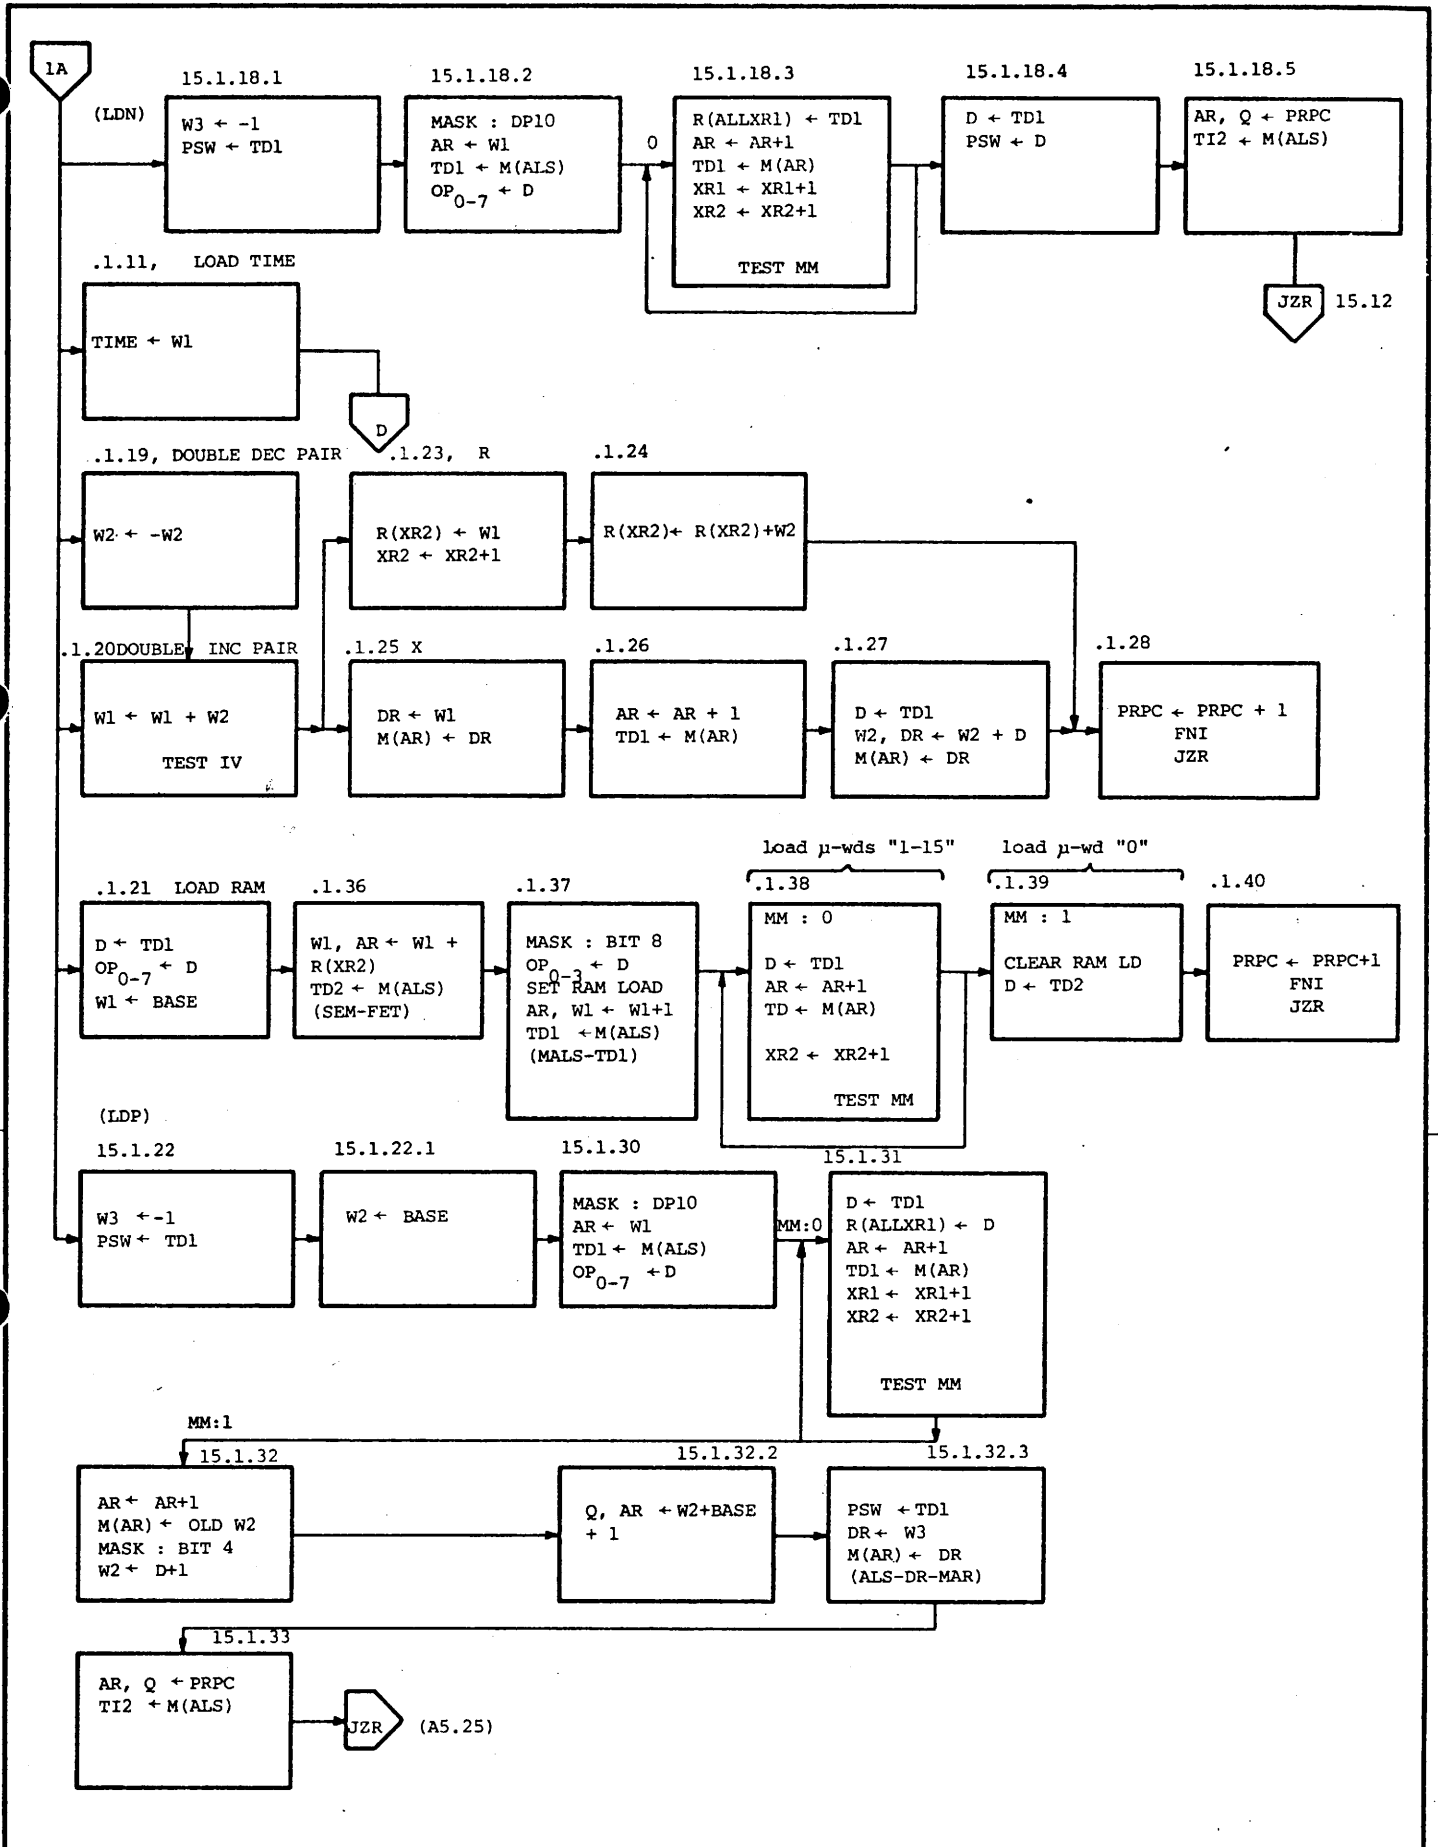 1A
(LDN)
15.1.18.1
W3 ← -1
PSW ← TD1
15.1.18.2
MASK : DP10
AR ← W1
TD1 ← M(ALS)
OP0-7 ← D
0
15.1.18.3
R(ALLXR1) ← TD1
AR ← AR+1
TD1 ← M(AR)
XR1 ← XR1+1
XR2 ← XR2+1
TEST MM
15.1.18.4
D ← TD1
PSW ← D
15.1.18.5
AR, Q ← PRPC
TI2 ← M(ALS)
JZR 15.12
.1.11, LOAD TIME
TIME ← W1
D
.1.19, DOUBLE DEC PAIR
W2 ← -W2
.1.23, R
R(XR2) ← W1
XR2 ← XR2+1
.1.24
R(XR2)← R(XR2)+W2
.1.20DOUBLE INC PAIR
W1 ← W1 + W2
TEST IV
.1.25 X
DR ← W1
M(AR) ← DR
.1.26
AR ← AR + 1
TD1 ← M(AR)
.1.27
D ← TD1
W2, DR ← W2 + D
M(AR) ← DR
.1.28
PRPC ← PRPC + 1
FNI
JZR
.1.21 LOAD RAM
D ← TD1
OP0-7 ← D
W1 ← BASE
.1.36
W1, AR ← W1 +
R(XR2)
TD2 ← M(ALS)
(SEM-FET)
.1.37
MASK : BIT 8
OP0-3 ← D
SET RAM LOAD
AR, W1 ← W1+1
TD1 ←M(ALS)
(MALS-TD1)
load μ-wds "1-15"
.1.38
MM : 0
D ← TD1
AR ← AR+1
TD ← M(AR)
XR2 ← XR2+1
TEST MM
load μ-wd "0"
.1.39
MM : 1
CLEAR RAM LD
D ← TD2
.1.40
PRPC ← PRPC+1
FNI
JZR
(LDP)
15.1.22
W3 ←-1
PSW ← TD1
15.1.22.1
W2 ← BASE
15.1.30
MASK : DP10
AR ← W1
TD1 ← M(ALS)
OP0-7 ←D
MM:0
15.1.31
D ← TD1
R(ALLXR1) ← D
AR ← AR+1
TD1 ← M(AR)
XR1 ← XR1+1
XR2 ← XR2+1
TEST MM
MM:1
15.1.32
AR ← AR+1
M(AR) ← OLD W2
MASK : BIT 4
W2 ← D+1
15.1.32.2
Q, AR ←W2+BASE
+ 1
15.1.32.3
PSW ←TD1
DR ← W3
M(AR) ← DR
(ALS-DR-MAR)
15.1.33
AR, Q ←PRPC
TI2 ←M(ALS)
JZR (A5.25)